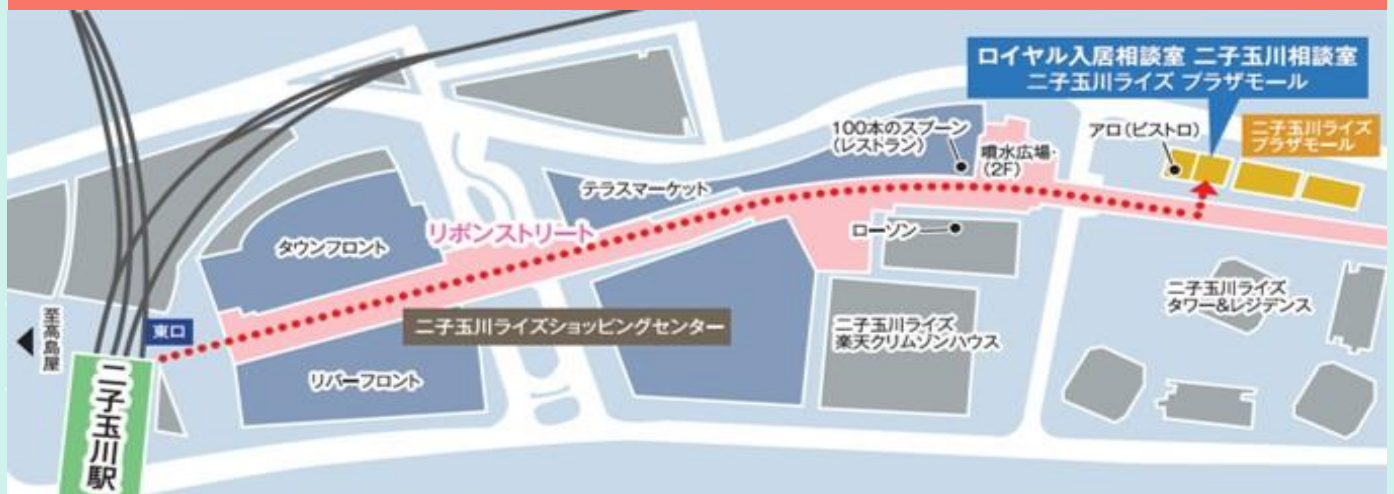 ロイヤル入居相談室 二子玉川相談室
二子玉川ライズ プラザモール
100本のスプーン
(レストラン)
噴水広場・
(2F)
アロ(ビストロ)
二子玉川ライズ
プラザモール
テラスマーケット
リボンストリート
タウンフロント
ローソン
二子玉川ライズ
タワー&レジデンス
至高島屋
東口
二子玉川ライズショッピングセンター
二子玉川ライズ
楽天クリムゾンハウス
リバーフロント
二子玉川駅